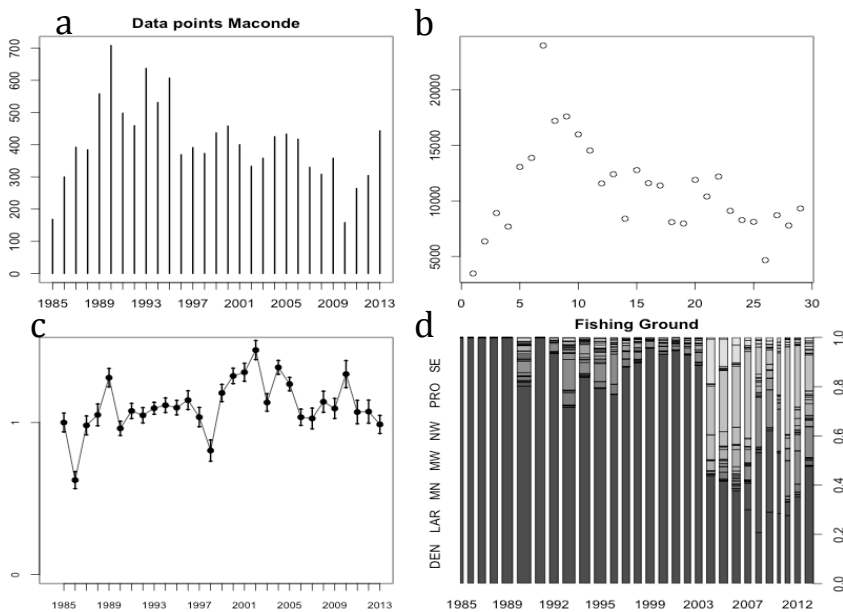 a
Data points Maconde
700
600
500
400
300
200
100
0
1985 1989 1993 1997 2001 2005 2009 2013
b
20000
15000
10000
5000
0 5 10 15 20 25 30
c
1
0
1985 1989 1993 1997 2001 2005 2009 2013
d
Fishing Ground
DEN LAR MN MW NW PRO SE
1.0
0.8
0.6
0.4
0.2
0.0
1985 1989 1992 1995 1999 2003 2007 2012